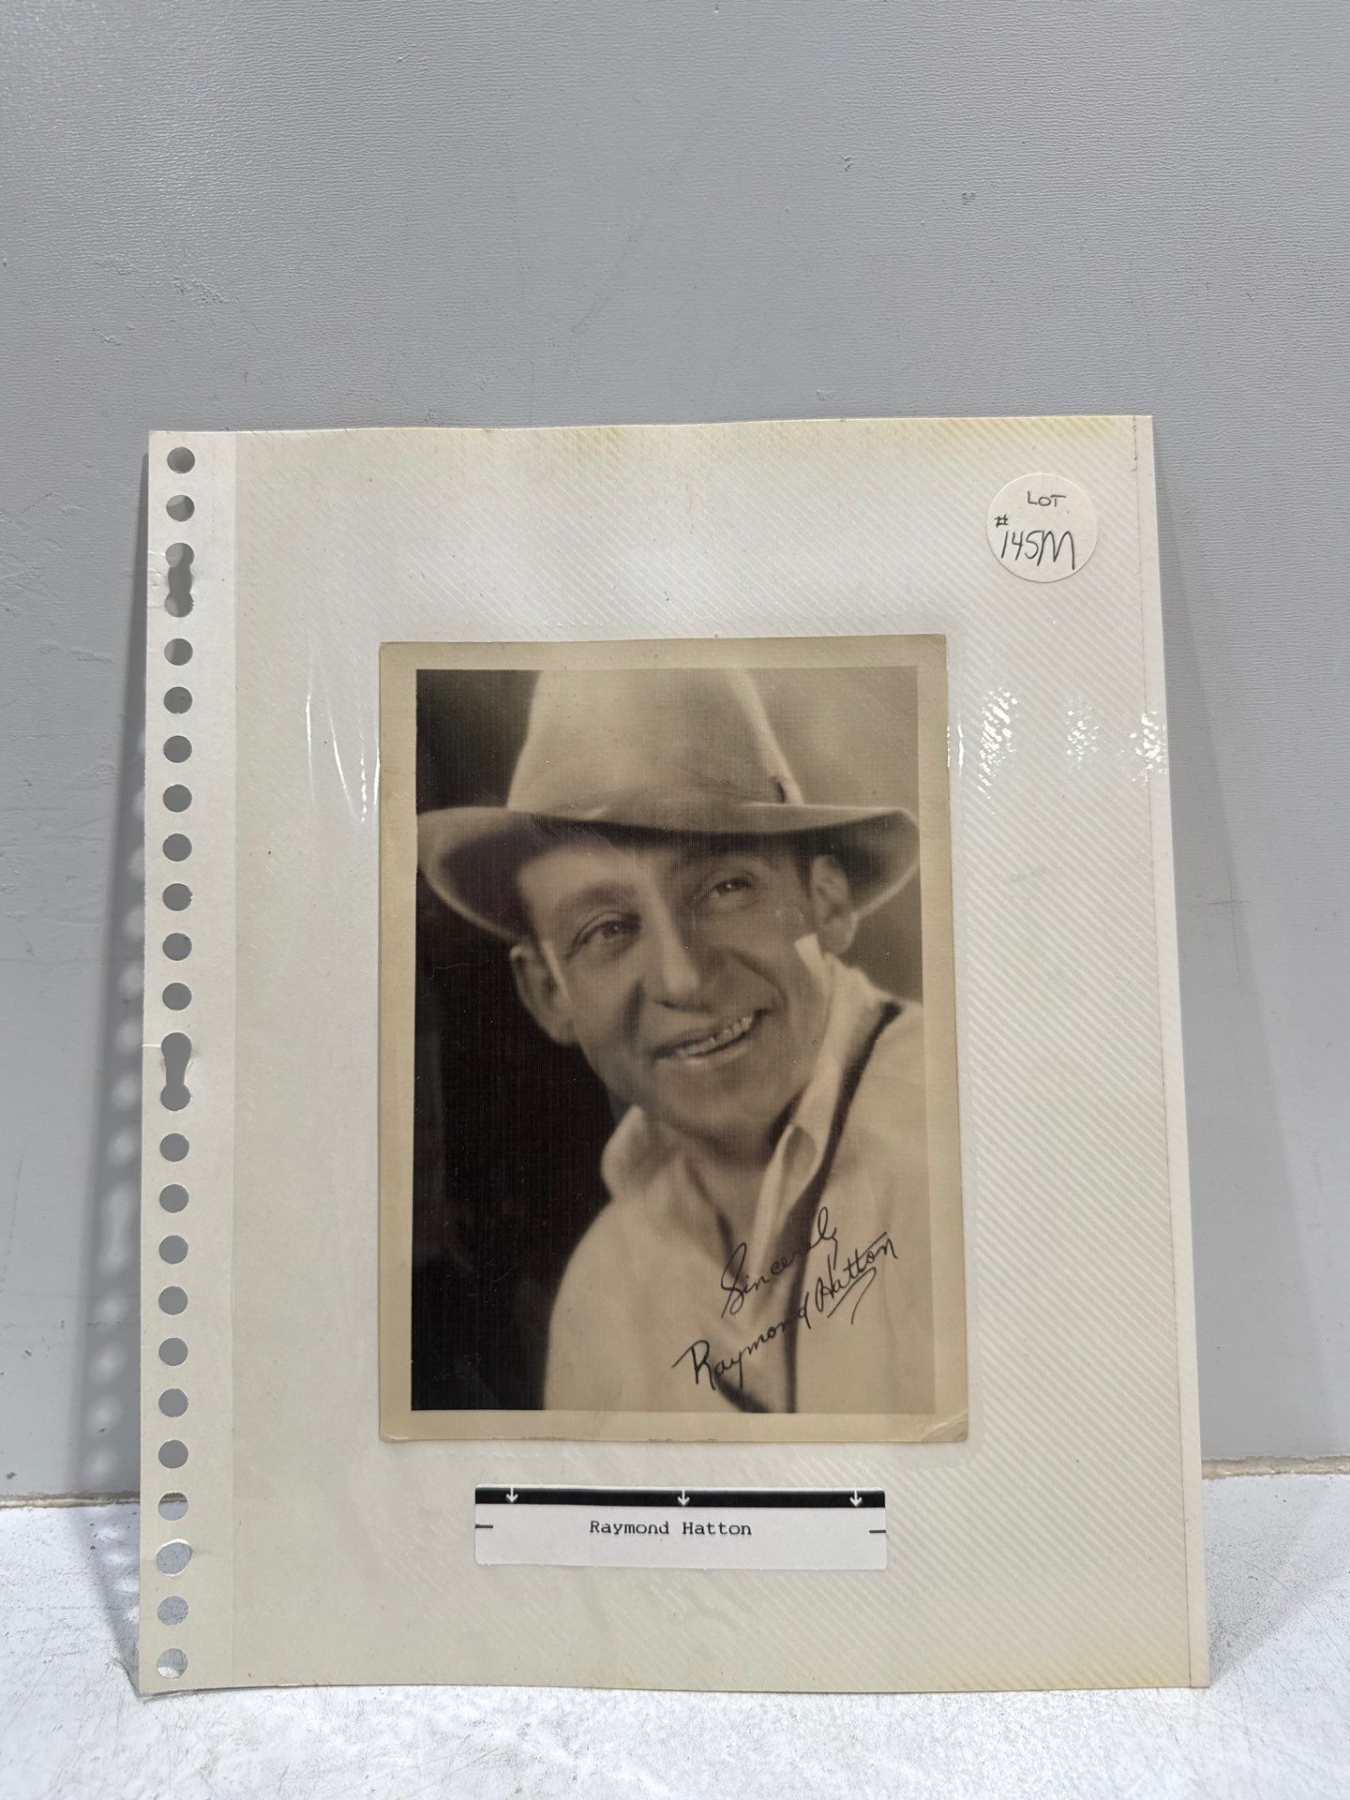 LOT
# 145M
Sincerely
Raymond Hatton
Raymond Hatton